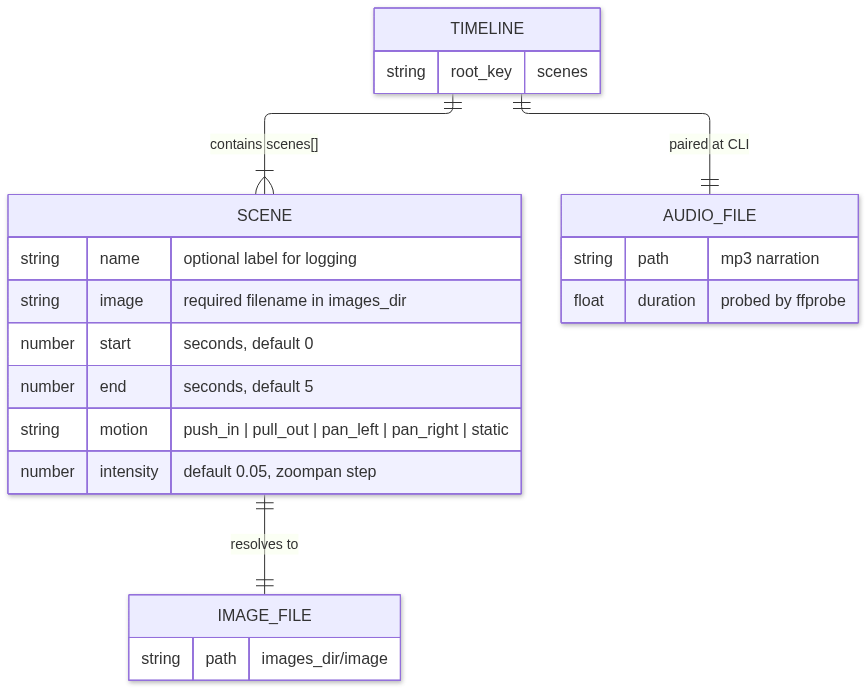 TIMELINE
string root_key scenes
contains scenes[]
paired at CLI
SCENE
string name optional label for logging
string image required filename in images_dir
number start seconds, default 0
number end seconds, default 5
string motion push_in | pull_out | pan_left | pan_right | static
number intensity default 0.05, zoompan step
AUDIO_FILE
string path mp3 narration
float duration probed by ffprobe
resolves to
IMAGE_FILE
string path images_dir/image